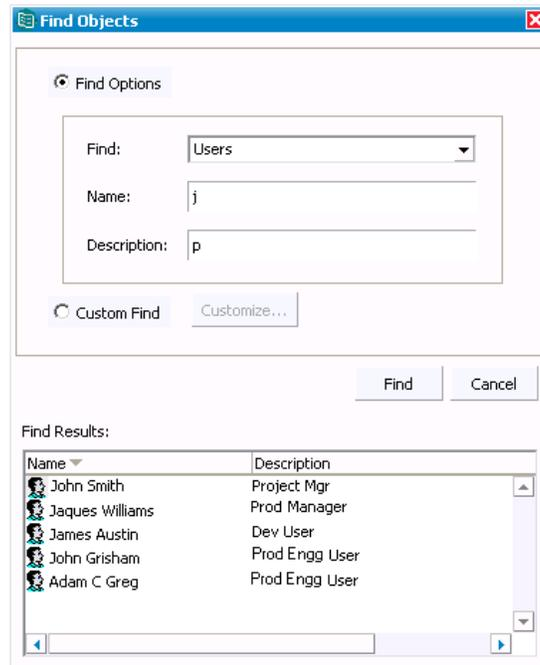 Find Objects
Find Options
Find: Users
Name: j
Description: p
Custom Find Customize...
Find Cancel
Find Results:
Name Description
John Smith Project Mgr
Jaques Williams Prod Manager
James Austin Dev User
John Grisham Prod Engg User
Adam C Greg Prod Engg User